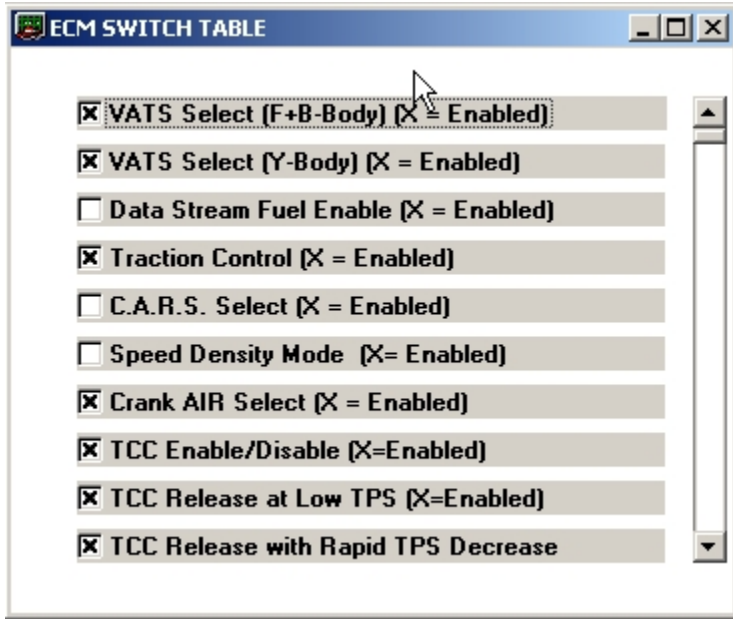 ECM SWITCH TABLE
VATS Select (F+B-Body) (X = Enabled)
VATS Select (Y-Body) (X = Enabled)
Data Stream Fuel Enable (X = Enabled)
Traction Control (X = Enabled)
C.A.R.S. Select (X = Enabled)
Speed Density Mode  (X= Enabled)
Crank AIR Select (X = Enabled)
TCC Enable/Disable (X=Enabled)
TCC Release at Low TPS (X=Enabled)
TCC Release with Rapid TPS Decrease